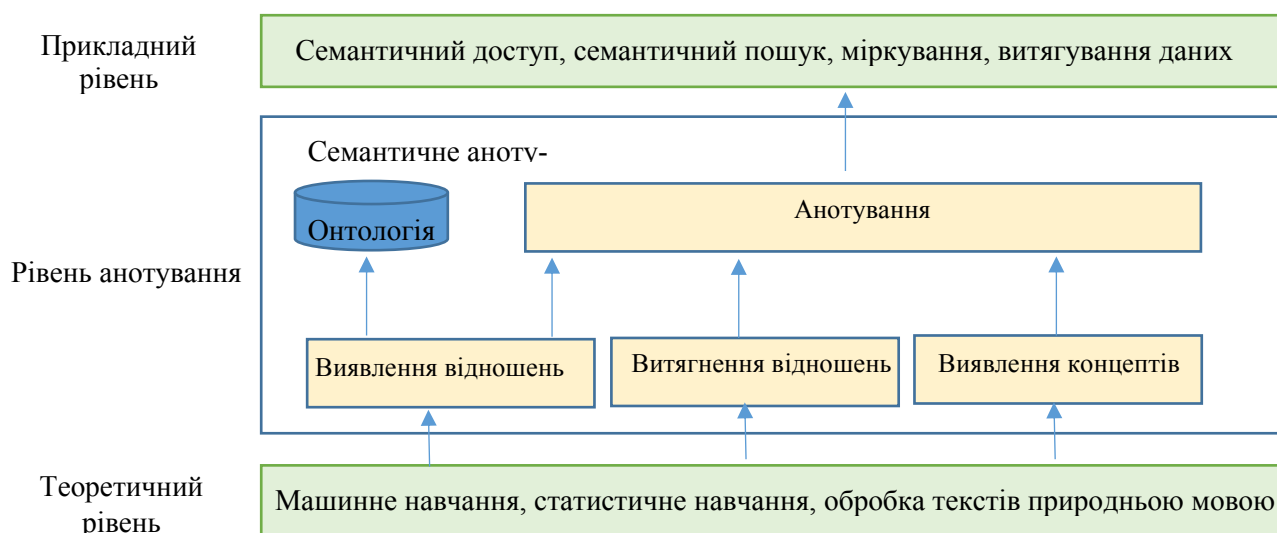 Прикладний
рівень
Семантичний доступ, семантичний пошук, міркування, витягування даних
Рівень анотування
Семантичне аноту-
Онтологія
Анотування
Виявлення відношень
Витягнення відношень
Виявлення концептів
Теоретичний
рівень
Машинне навчання, статистичне навчання, обробка текстів природньою мовою